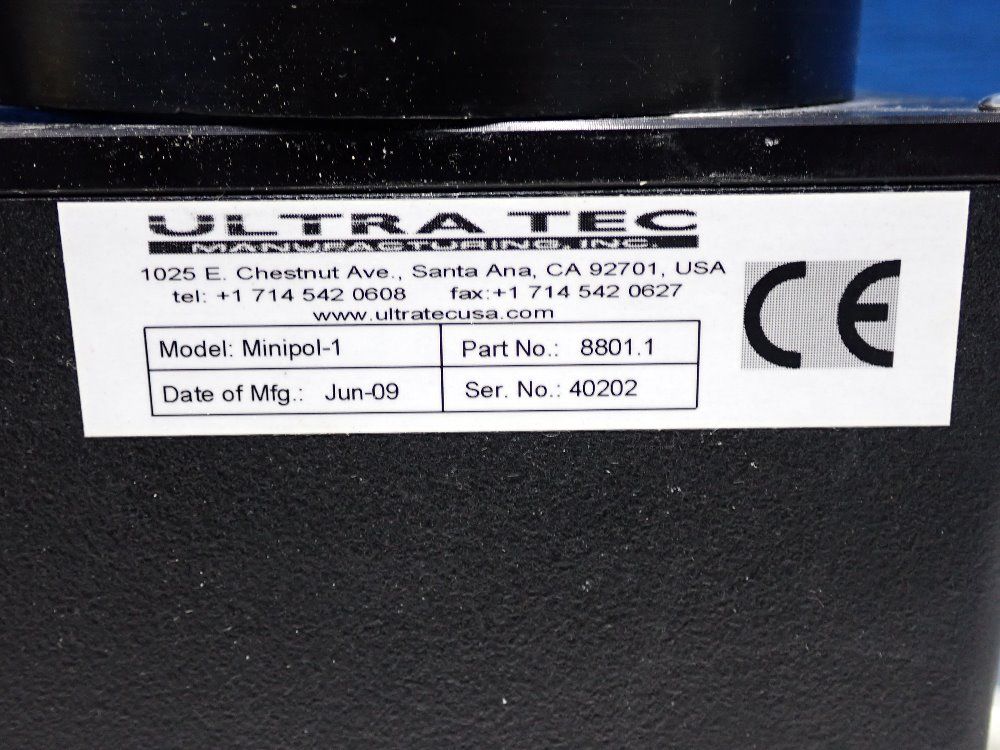 ULTRA TEC
MANUFACTURING, INC.
1025 E. Chestnut Ave., Santa Ana, CA 92701, USA
tel: +1 714 542 0608 fax:+1 714 542 0627
www.ultratecusa.com
CE
Model: Minipol-1 Part No.: 8801.1
Date of Mfg.: Jun-09 Ser. No.: 40202